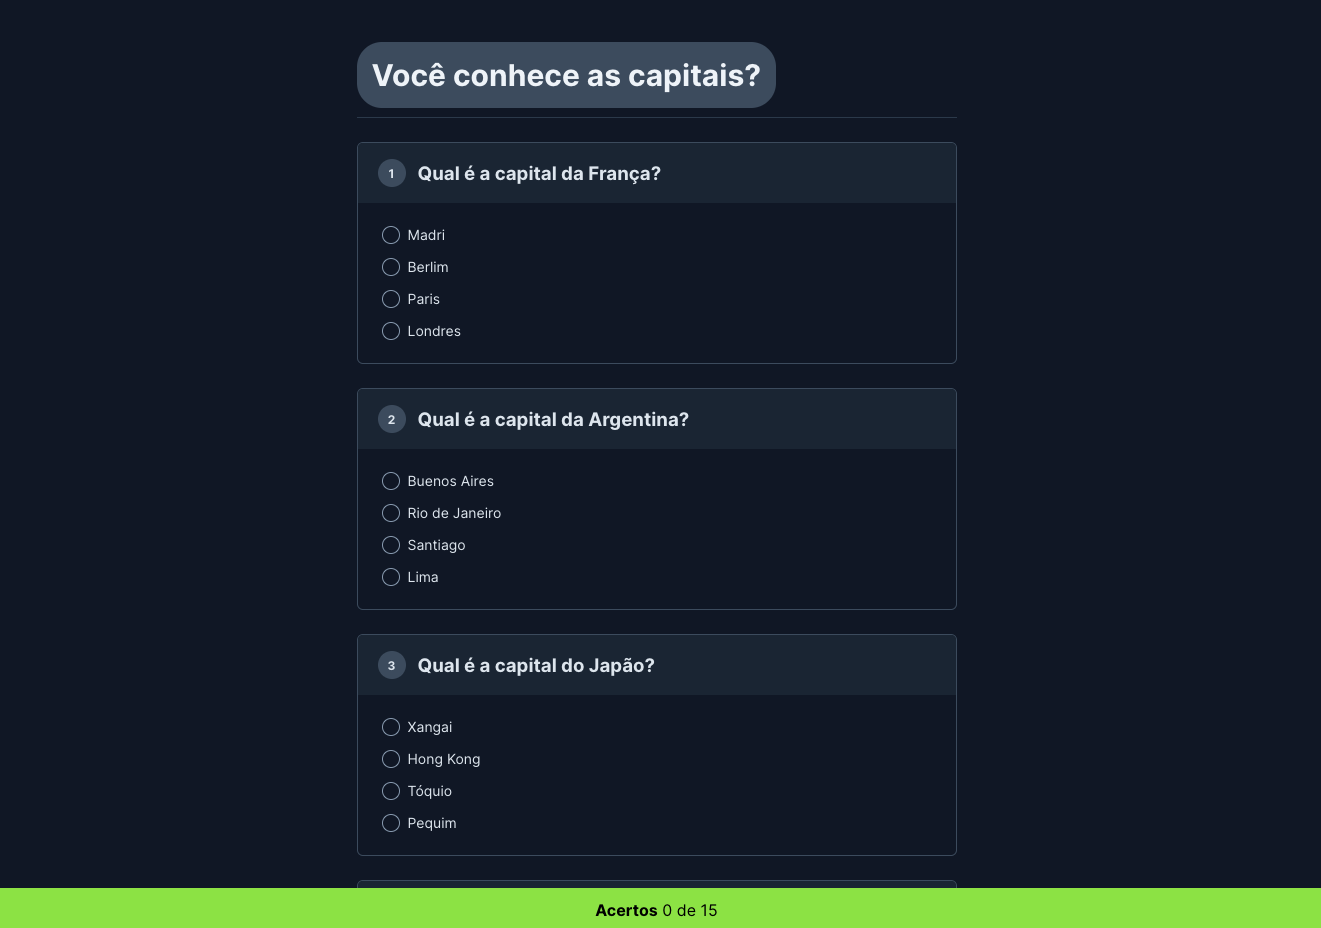 Você conhece as capitais?
1 Qual é a capital da França?
Madri
Berlim
Paris
Londres
2 Qual é a capital da Argentina?
Buenos Aires
Rio de Janeiro
Santiago
Lima
3 Qual é a capital do Japão?
Xangai
Hong Kong
Tóquio
Pequim
Acertos 0 de 15